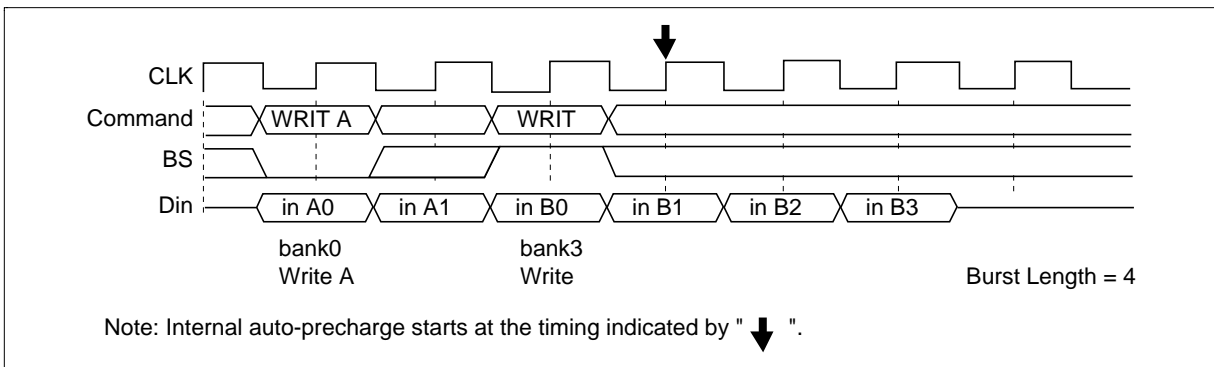 CLK
Command WRIT A WRIT
BS
Din in A0 in A1 in B0 in B1 in B2 in B3
bank0 bank3
Write A Write Burst Length = 4
Note: Internal auto-precharge starts at the timing indicated by " ".